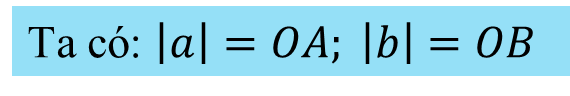 Ta có: |a| = OA; |b| = OB